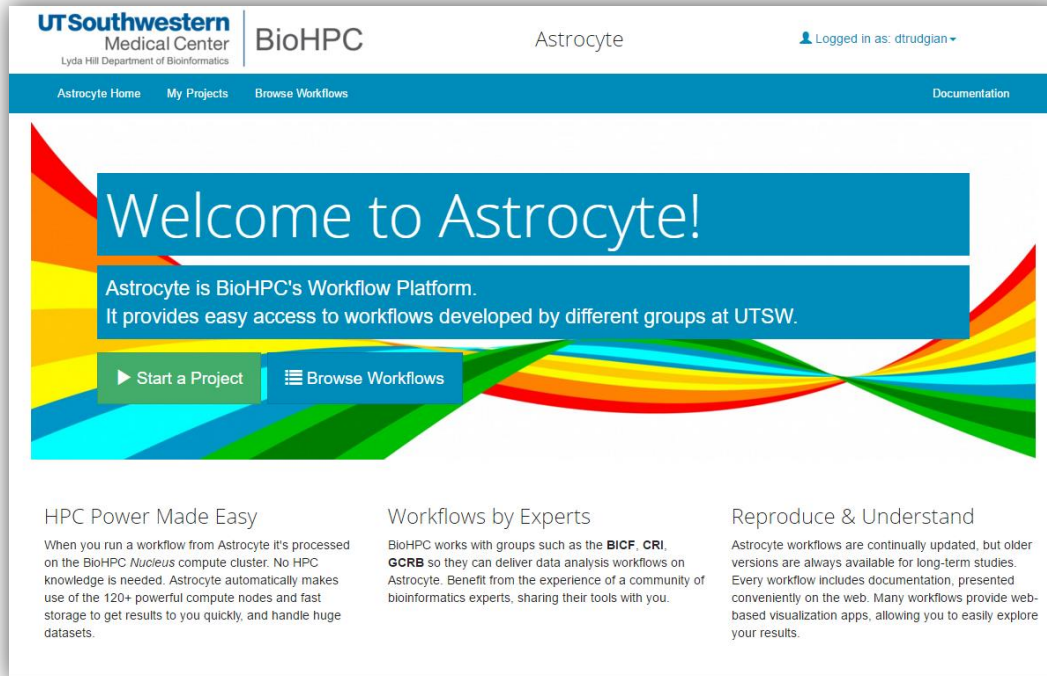 UTSouthwestern
Medical Center
Lyda Hill Department of Bioinformatics
BioHPC
Astrocyte
Logged in as: dtrudgian
Astrocyte Home My Projects Browse Workflows Documentation
Welcome to Astrocyte!
Astrocyte is BioHPC's Workflow Platform.
It provides easy access to workflows developed by different groups at UTSW.
Start a Project
Browse Workflows
HPC Power Made Easy
When you run a workflow from Astrocyte it's processed
on the BioHPC Nucleus compute cluster. No HPC
knowledge is needed. Astrocyte automatically makes
use of the 120+ powerful compute nodes and fast
storage to get results to you quickly, and handle huge
datasets.
Workflows by Experts
BioHPC works with groups such as the BICF, CRI,
GCRB so they can deliver data analysis workflows on
Astrocyte. Benefit from the experience of a community of
bioinformatics experts, sharing their tools with you.
Reproduce & Understand
Astrocyte workflows are continually updated, but older
versions are always available for long-term studies.
Every workflow includes documentation, presented
conveniently on the web. Many workflows provide web-
based visualization apps, allowing you to easily explore
your results.